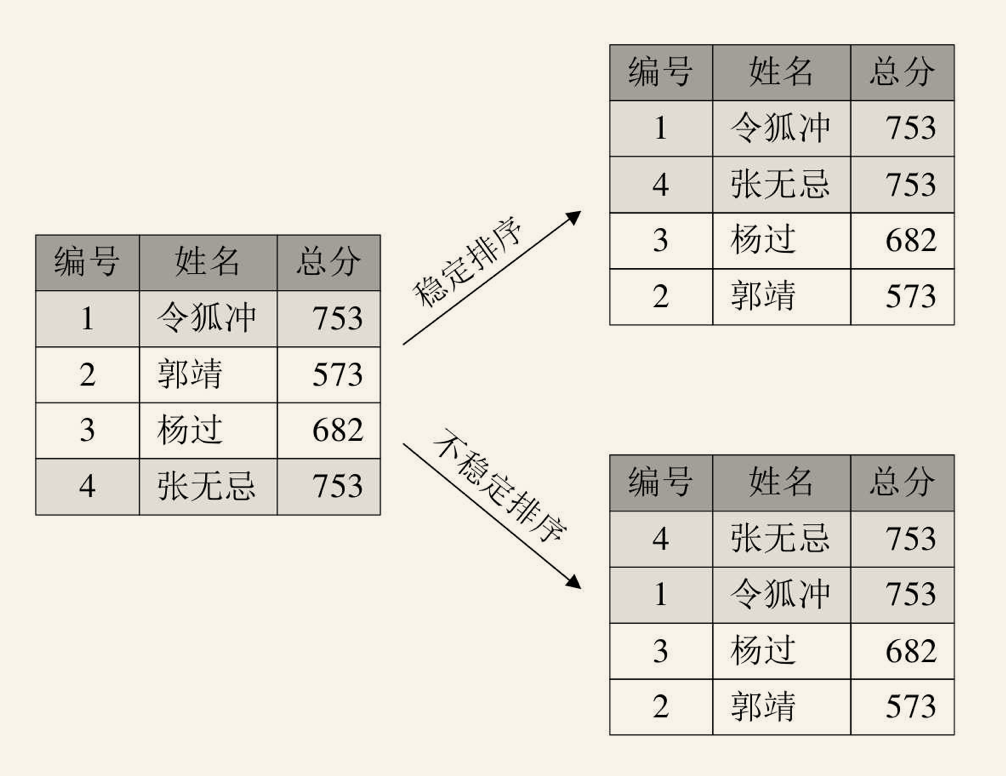 编号 姓名 总分
1 令狐冲 753
2 郭靖 573
3 杨过 682
4 张无忌 753
稳定排序
编号 姓名 总分
1 令狐冲 753
4 张无忌 753
3 杨过 682
2 郭靖 573
不稳定排序
编号 姓名 总分
4 张无忌 753
1 令狐冲 753
3 杨过 682
2 郭靖 573